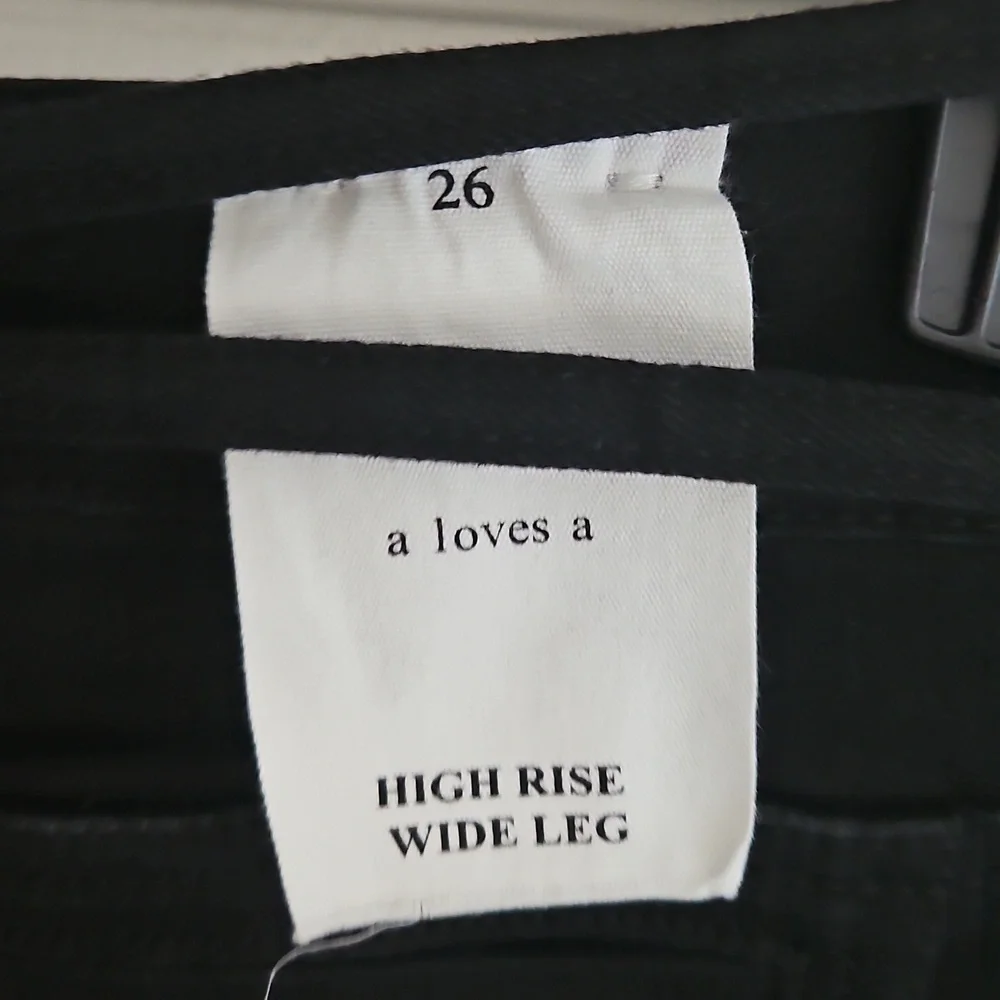 26
a loves a
HIGH RISE
WIDE LEG